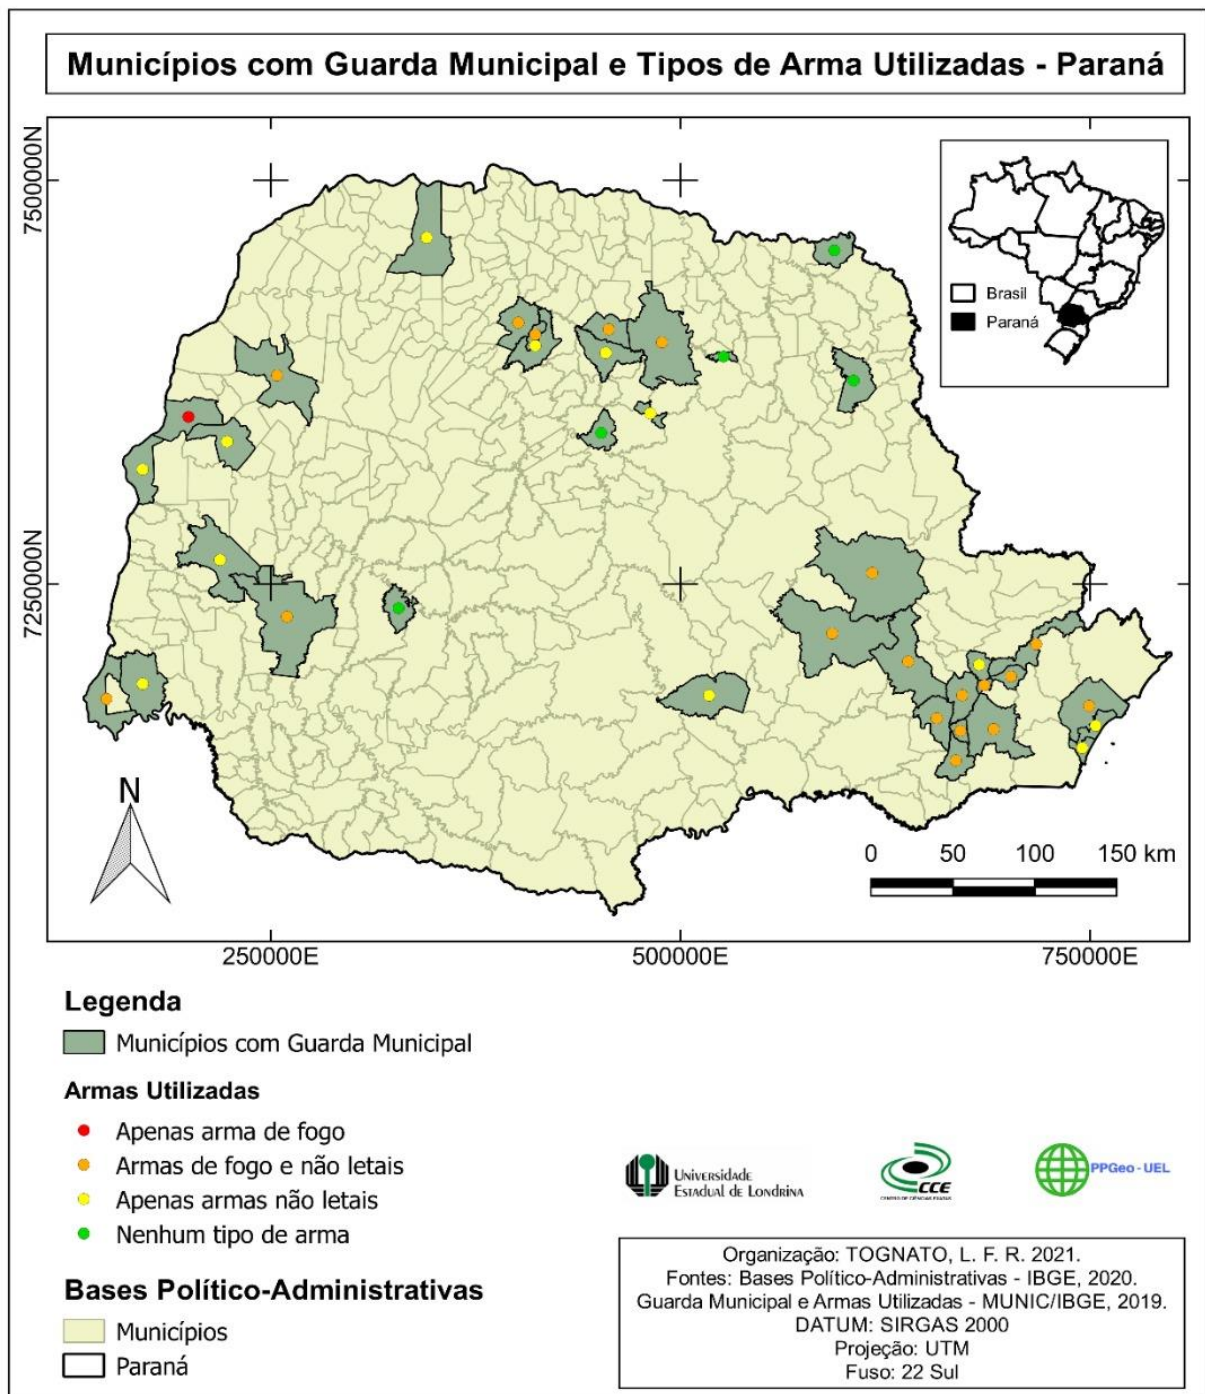 Municípios com Guarda Municipal e Tipos de Arma Utilizadas - Paraná
7500000N
7250000N
Brasil
Paraná
N
0 50 100 150 km
250000E 500000E 750000E
Legenda
Municípios com Guarda Municipal
Armas Utilizadas
Apenas arma de fogo
Armas de fogo e não letais
Apenas armas não letais
Nenhum tipo de arma
Bases Político-Administrativas
Municípios
Paraná
Universidade
Estadual de Londrina
CCE
CENTRO DE CIÊNCIAS EXATAS
PPGeo - UEL
Organização: TOGNATO, L. F. R. 2021.
Fontes: Bases Político-Administrativas - IBGE, 2020.
Guarda Municipal e Armas Utilizadas - MUNIC/IBGE, 2019.
DATUM: SIRGAS 2000
Projeção: UTM
Fuso: 22 Sul